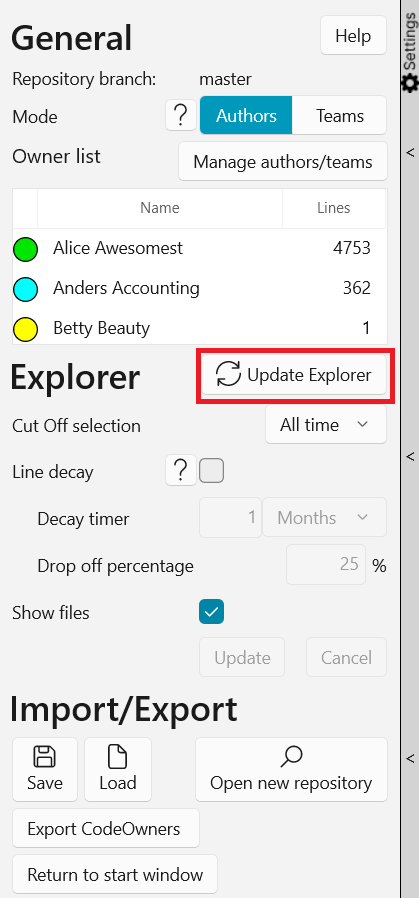 General
Help
Settings
Repository branch: master
Mode ? Authors Teams
<
Owner list Manage authors/teams
Name Lines
Alice Awesomest 4753
Anders Accounting 362
Betty Beauty 1
Explorer Update Explorer
Cut Off selection All time
<
Line decay ?
Decay timer 1 Months
Drop off percentage 25 %
Show files
Update Cancel
Import/Export
<
Save Load Open new repository
Export CodeOwners
Return to start window